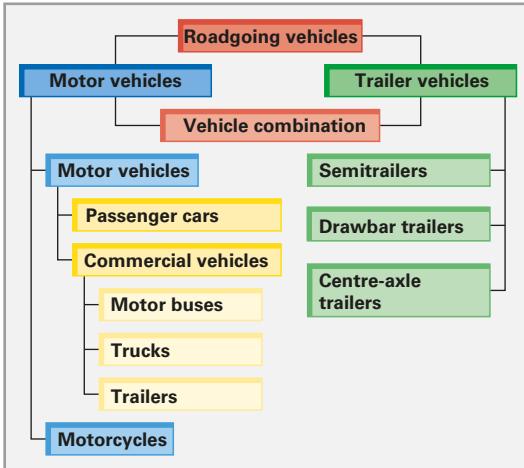 Roadgoing vehicles
Motor vehicles
Trailer vehicles
Vehicle combination
Motor vehicles
Semitrailers
Passenger cars
Drawbar trailers
Commercial vehicles
Centre-axle
trailers
Motor buses
Trucks
Trailers
Motorcycles